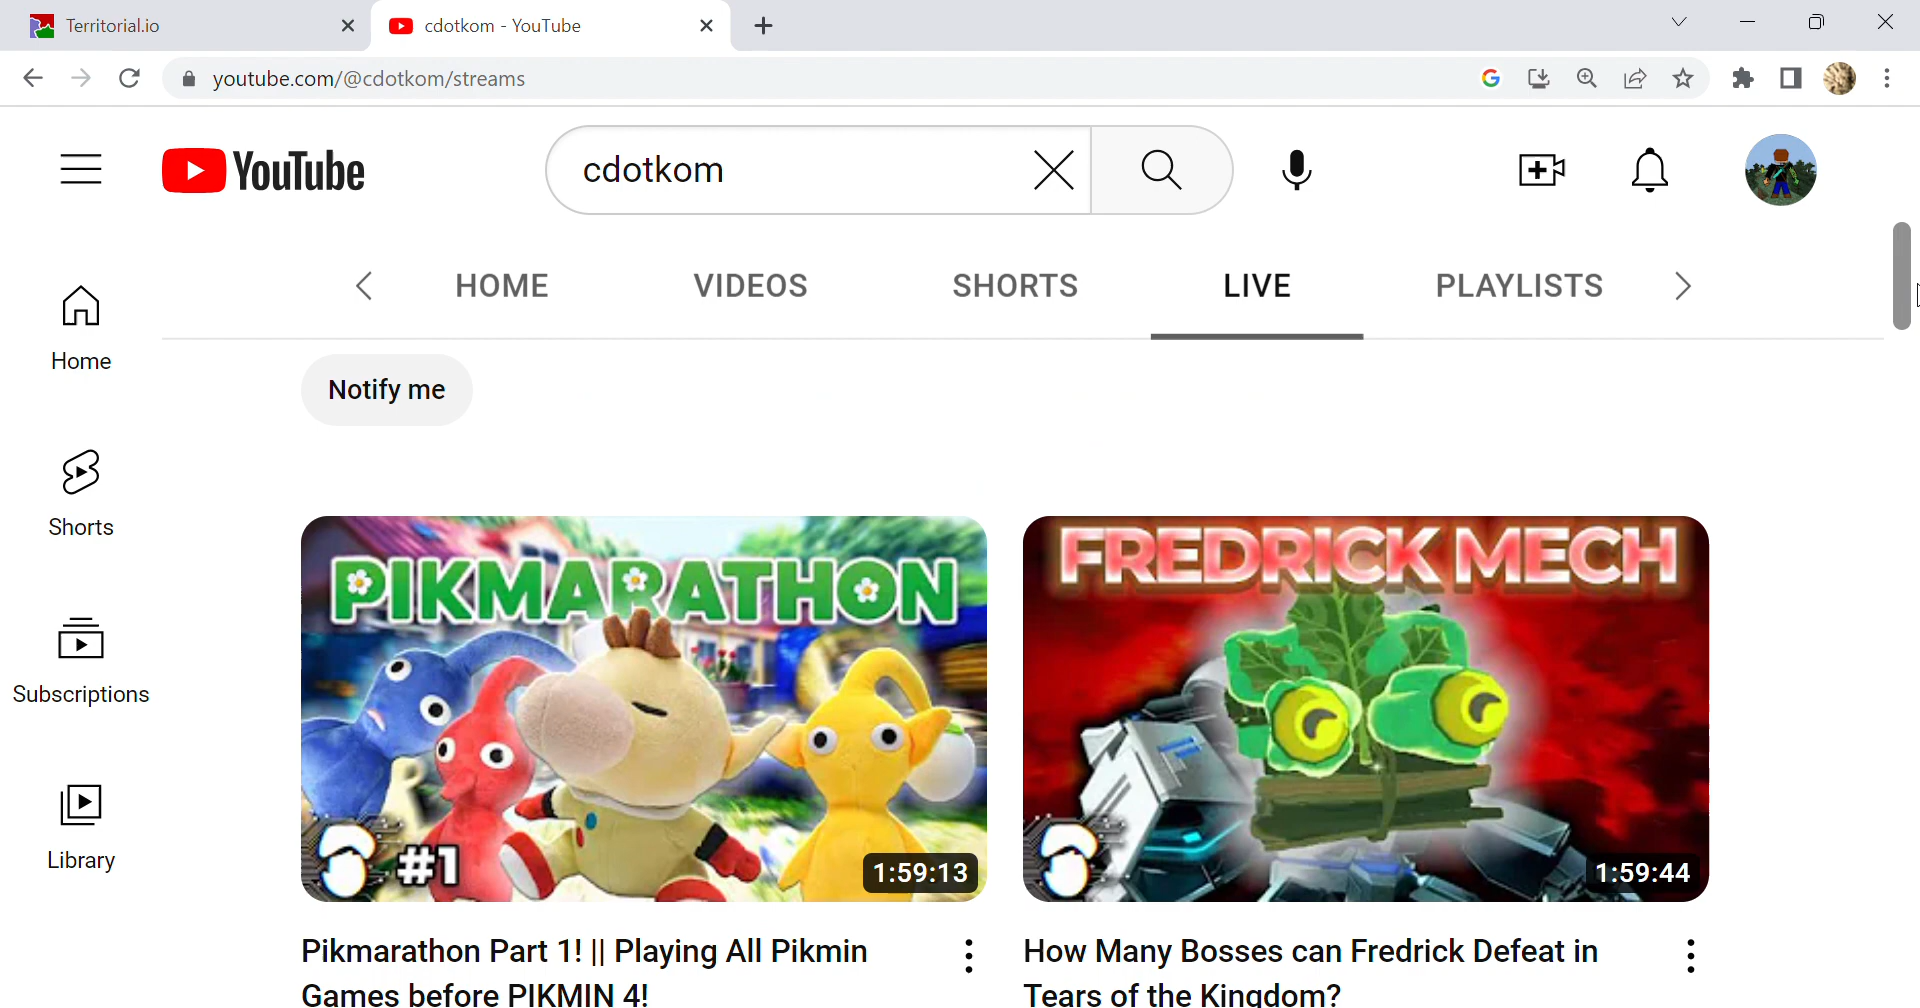 Territorial.io
cdotkom - YouTube
youtube.com/@cdotkom/streams
YouTube
cdotkom
HOME
VIDEOS
SHORTS
LIVE
PLAYLISTS
Home
Notify me
Shorts
Subscriptions
Library
PIKMARATHON
#1
1:59:13
FREDRICK MECH
1:59:44
Pikmarathon Part 1! || Playing All Pikmin
Games before PIKMIN 4!
How Many Bosses can Fredrick Defeat in
Tears of the Kingdom?